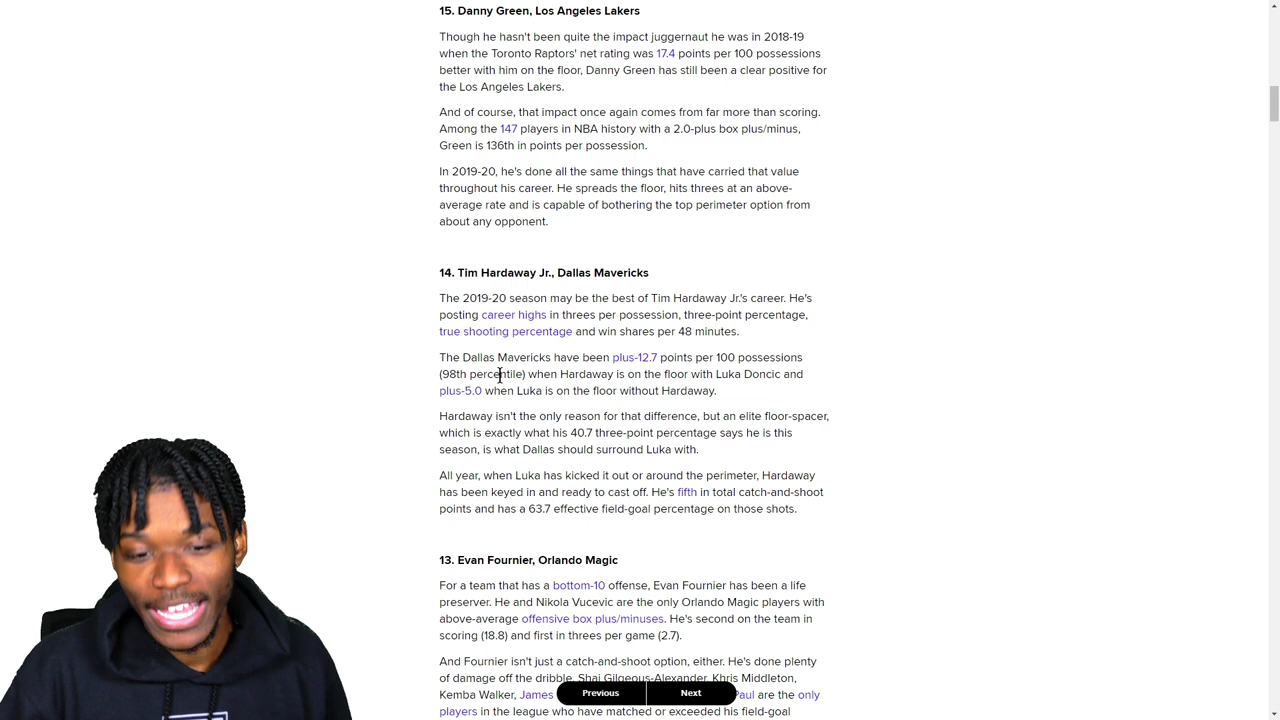 15. Danny Green, Los Angeles Lakers
Though he hasn't been quite the impact juggernaut he was in 2018-19
when the Toronto Raptors' net rating was 17.4 points per 100 possessions
better with him on the floor, Danny Green has still been a clear positive for
the Los Angeles Lakers.
And of course, that impact once again comes from far more than scoring.
Among the 147 players in NBA history with a 2.0-plus box plus/minus,
Green is 136th in points per possession.
In 2019-20, he's done all the same things that have carried that value
throughout his career. He spreads the floor, hits threes at an above-
average rate and is capable of bothering the top perimeter option from
about any opponent.
14. Tim Hardaway Jr., Dallas Mavericks
The 2019-20 season may be the best of Tim Hardaway Jr.'s career. He's
posting career highs in threes per possession, three-point percentage,
true shooting percentage and win shares per 48 minutes.
The Dallas Mavericks have been plus-12.7 points per 100 possessions
(98th percentile) when Hardaway is on the floor with Luka Doncic and
plus-5.0 when Luka is on the floor without Hardaway.
Hardaway isn't the only reason for that difference, but an elite floor-spacer,
which is exactly what his 40.7 three-point percentage says he is this
season, is what Dallas should surround Luka with.
All year, when Luka has kicked it out or around the perimeter, Hardaway
has been keyed in and ready to cast off. He's fifth in total catch-and-shoot
points and has a 63.7 effective field-goal percentage on those shots.
13. Evan Fournier, Orlando Magic
For a team that has a bottom-10 offense, Evan Fournier has been a life
preserver. He and Nikola Vucevic are the only Orlando Magic players with
above-average offensive box plus/minuses. He's second on the team in
scoring (18.8) and first in threes per game (2.7).
And Fournier isn't just a catch-and-shoot option, either. He's done plenty
of damage off the dribble. Shai Gilgeous-Alexander, Khris Middleton,
Kemba Walker, James Paul are the only
Previous Next
players in the league who have matched or exceeded his field-goal